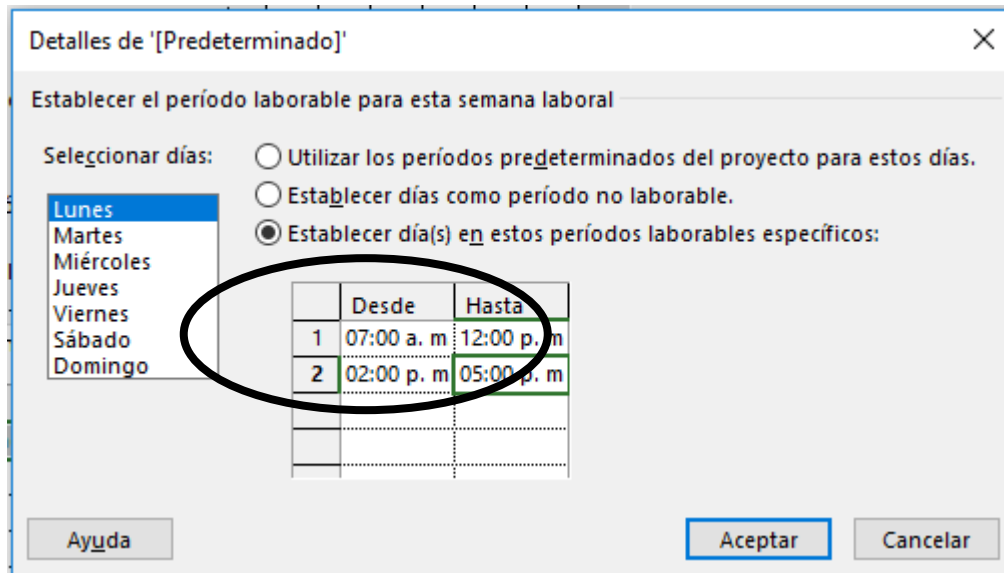 Detalles de '[Predeterminado]'
Establecer el período laborable para esta semana laboral
Seleccionar días:
Utilizar los períodos predeterminados del proyecto para estos días.
Establecer días como período no laborable.
Establecer día(s) en estos períodos laborables específicos:
Lunes
Martes
Miércoles
Jueves
Viernes
Sábado
Domingo
Desde Hasta
1 07:00 a. m 12:00 p. m
2 02:00 p. m 05:00 p. m
Ayuda
Aceptar
Cancelar